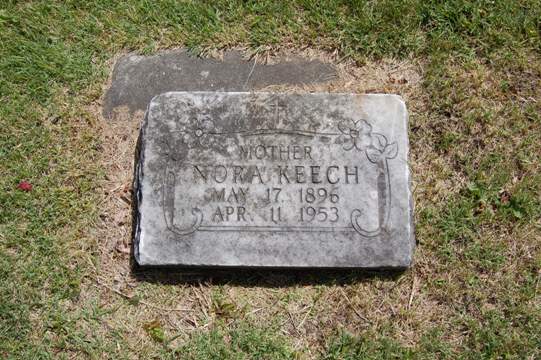 MOTHER
NORA KEECH
MAY 17, 1896
APR. 11, 1953